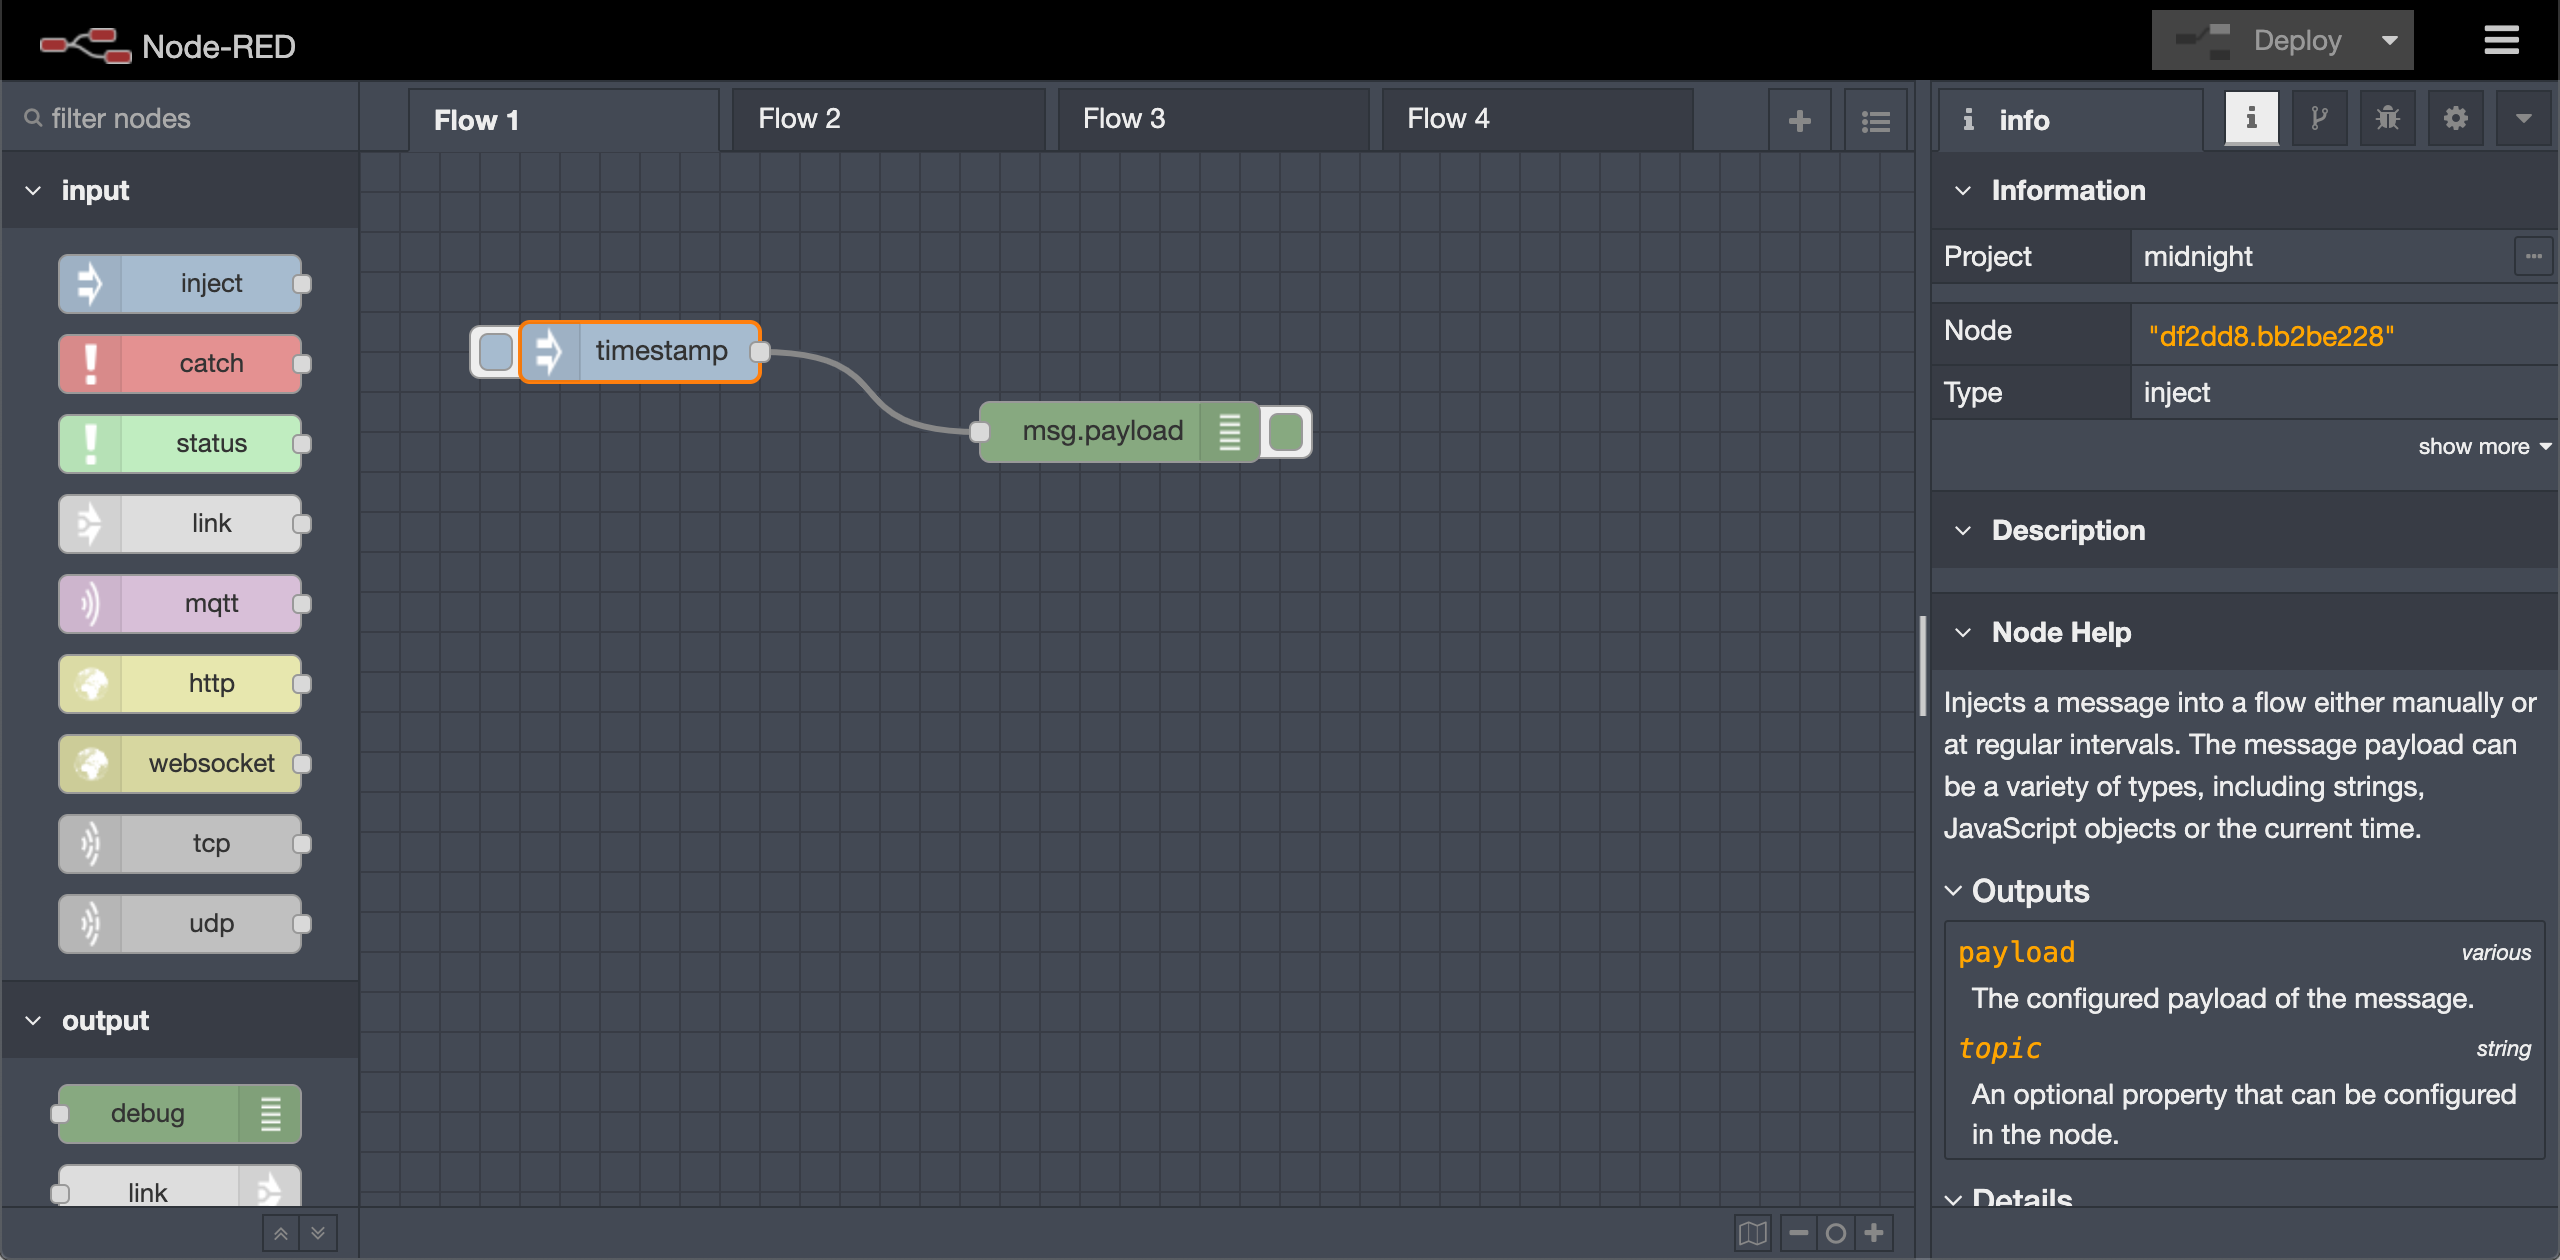 Node-RED
Deploy
filter nodes
Flow 1
Flow 2
Flow 3
Flow 4
info
input
inject
catch
status
link
mqtt
http
websocket
tcp
udp
output
debug
link
timestamp
msg.payload
Information
Project
midnight
Node
"df2dd8.bb2be228"
Type
inject
show more
Description
Node Help
Injects a message into a flow either manually or
at regular intervals. The message payload can
be a variety of types, including strings,
JavaScript objects or the current time.
Outputs
payload
various
The configured payload of the message.
topic
string
An optional property that can be configured
in the node.
Details